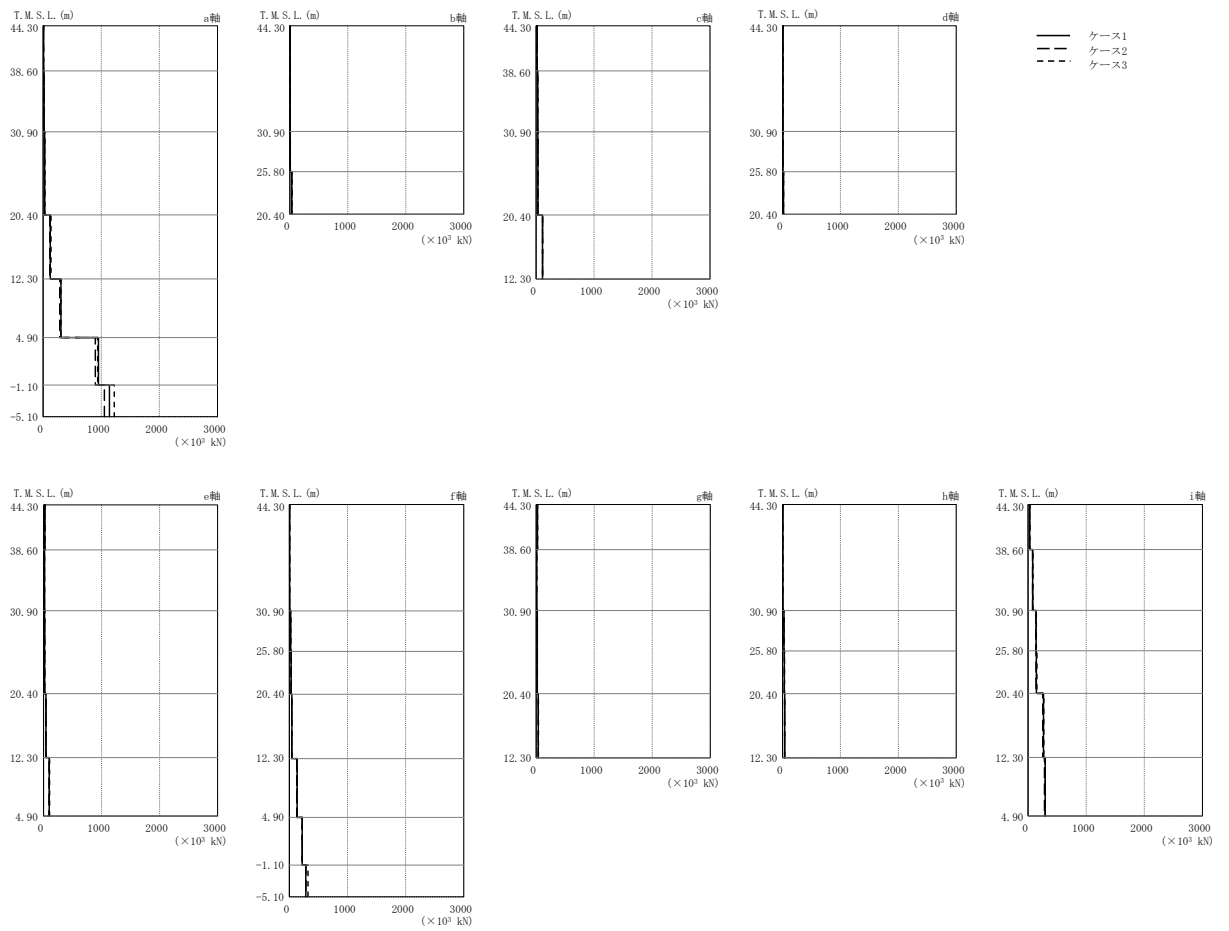 T.M.S.L.(m) a軸
44.30
38.60
30.90
20.40
12.30
4.90
-1.10
-5.10
0 1000 2000 3000
(×10³ kN)
T.M.S.L.(m) b軸
44.30
30.90
25.80
20.40
0 1000 2000 3000
(×10³ kN)
T.M.S.L.(m) c軸
44.30
38.60
30.90
20.40
12.30
0 1000 2000 3000
(×10³ kN)
T.M.S.L.(m) d軸
44.30
30.90
25.80
20.40
0 1000 2000 3000
(×10³ kN)
ケース1
ケース2
ケース3
T.M.S.L.(m) e軸
44.30
38.60
30.90
20.40
12.30
4.90
0 1000 2000 3000
(×10³ kN)
T.M.S.L.(m) f軸
44.30
30.90
25.80
20.40
12.30
4.90
-1.10
-5.10
0 1000 2000 3000
(×10³ kN)
T.M.S.L.(m) g軸
44.30
38.60
30.90
20.40
12.30
0 1000 2000 3000
(×10³ kN)
T.M.S.L.(m) h軸
44.30
30.90
25.80
20.40
12.30
0 1000 2000 3000
(×10³ kN)
T.M.S.L.(m) i軸
44.30
38.60
30.90
25.80
20.40
12.30
4.90
0 1000 2000 3000
(×10³ kN)